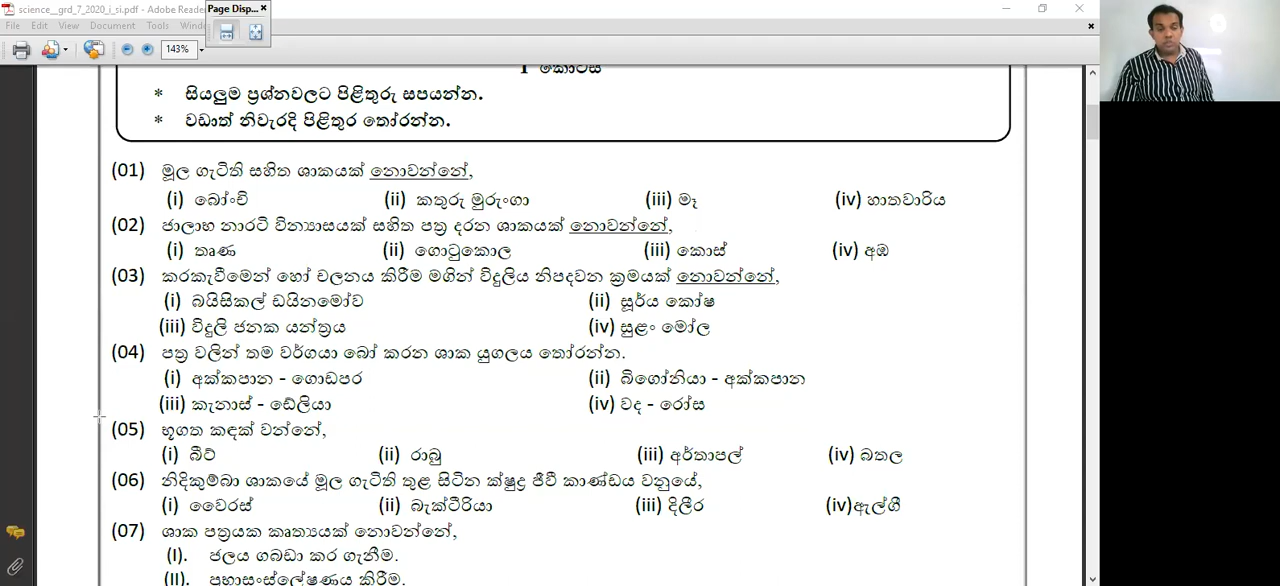 science__grd_7_2020_i_si.pdf - Adobe Reader
Page Disp...
File Edit View Document Tools Windo
143%
I කොටස
* සියලුම ප්‍රශ්නවලට පිළිතුරු සපයන්න.
* වඩාත් නිවැරදි පිළිතුර තෝරන්න.
(01) මූල ගැටිති සහිත ශාකයක් නොවන්නේ,
(i) බෝංචි (ii) කතුරු මුරුංගා (iii) මෑ (iv) හාතවාරිය
(02) ජාලාභ නාරටි වින්‍යාසයක් සහිත පත්‍ර දරන ශාකයක් නොවන්නේ,
(i) තෘණ (ii) ගොටුකොල (iii) කොස් (iv) අඹ
(03) කරකැවීමෙන් හෝ චලනය කිරීම මගින් විදුලිය නිපදවන ක්‍රමයක් නොවන්නේ,
(i) බයිසිකල් ඩයිනමෝව (ii) සූර්ය කෝෂ
(iii) විදුලි ජනක යන්ත්‍රය (iv) සුළං මෝල
(04) පත්‍ර වලින් තම වර්ගයා බෝ කරන ශාක යුගලය තෝරන්න.
(i) අක්කපාන - ගොඩපර (ii) බිගෝනියා - අක්කපාන
(iii) කැනාස් - ඩේලියා (iv) වද - රෝස
(05) භූගත කඳක් වන්නේ,
(i) බීට් (ii) රාබු (iii) අර්තාපල් (iv) බතල
(06) නිදිකුම්බා ශාකයේ මූල ගැටිති තුළ සිටින ක්ෂුද්‍ර ජීවී කාණ්ඩය වනුයේ,
(i) වෛරස් (ii) බැක්ටීරියා (iii) දිලීර (iv)ඇල්ගී
(07) ශාක පත්‍රයක කෘත්‍යයක් නොවන්නේ,
(I). ජලය ගබඩා කර ගැනීම.
(II). ප්‍රභාසංස්ලේෂණය කිරීම.